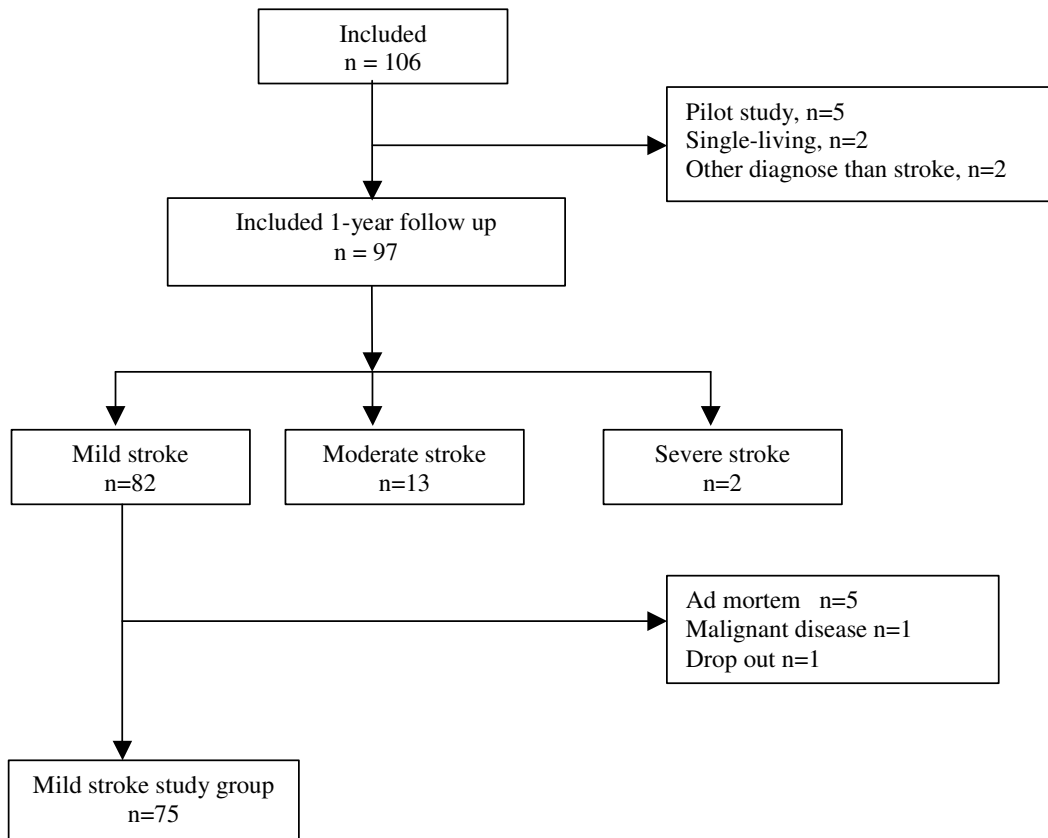 Included
n = 106
Pilot study, n=5
Single-living, n=2
Other diagnose than stroke, n=2
Included 1-year follow up
n = 97
Mild stroke
n=82
Moderate stroke
n=13
Severe stroke
n=2
Ad mortem n=5
Malignant disease n=1
Drop out n=1
Mild stroke study group
n=75